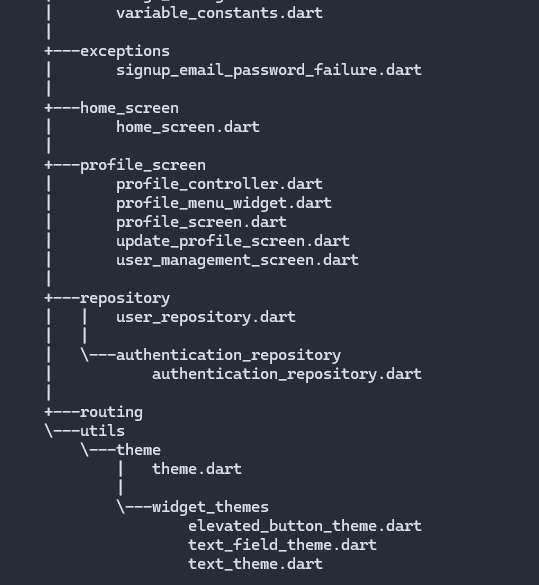 |       variable_constants.dart
|
+---exceptions
|       signup_email_password_failure.dart
|
+---home_screen
|       home_screen.dart
|
+---profile_screen
|       profile_controller.dart
|       profile_menu_widget.dart
|       profile_screen.dart
|       update_profile_screen.dart
|       user_management_screen.dart
|
+---repository
|   |   user_repository.dart
|   |
|   \---authentication_repository
|           authentication_repository.dart
|
+---routing
\---utils
    \---theme
        |   theme.dart
        |
        \---widget_themes
                elevated_button_theme.dart
                text_field_theme.dart
                text_theme.dart